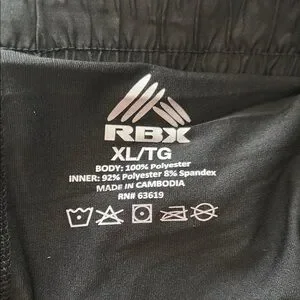 RBX
XL/TG
BODY: 100% Polyester
INNER: 92% Polyester 8% Spandex
MADE IN CAMBODIA
RN# 63619